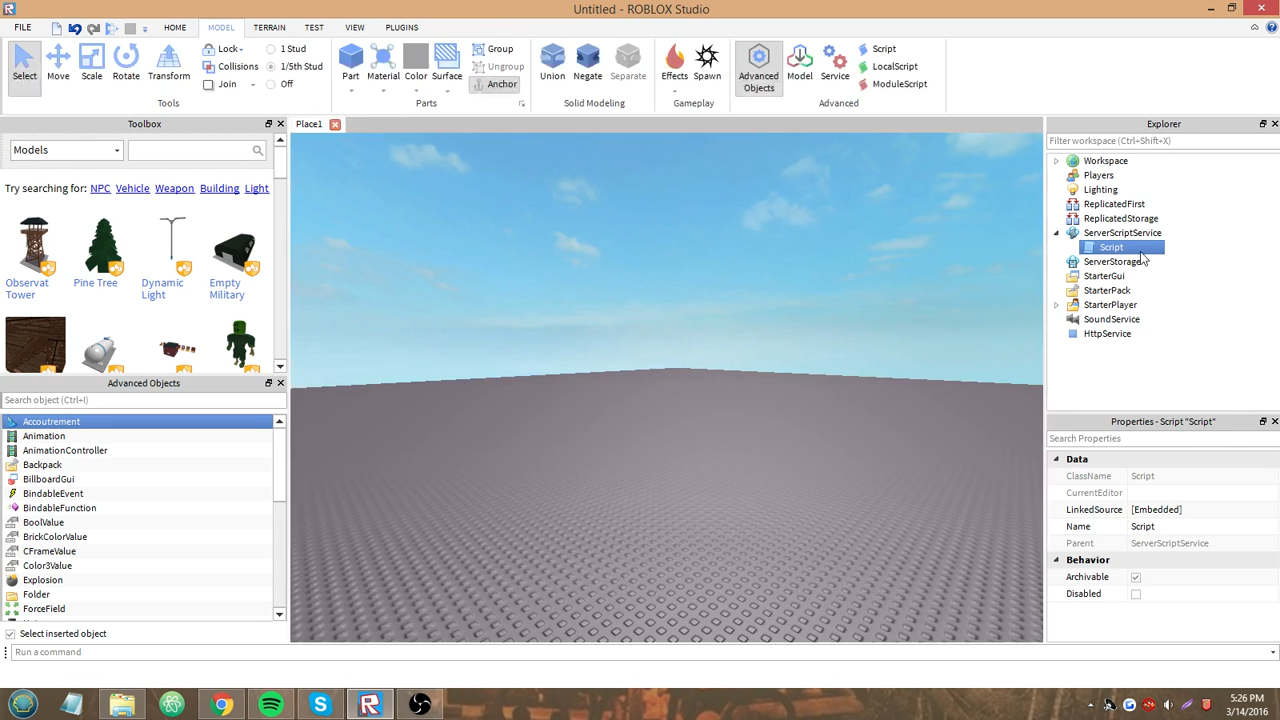 Untitled - ROBLOX Studio
FILE
HOME
MODEL
TERRAIN
TEST
VIEW
PLUGINS
Select
Move
Scale
Rotate
Transform
Lock
Collisions
Join
1 Stud
1/5th Stud
Off
Tools
Part
Material
Color
Surface
Group
Ungroup
Anchor
Parts
Union
Negate
Separate
Solid Modeling
Effects
Spawn
Gameplay
Advanced
Objects
Model
Service
Script
LocalScript
ModuleScript
Advanced
Toolbox
Models
Try searching for: NPC Vehicle Weapon Building Light
Observat
Tower
Pine Tree
Dynamic
Light
Empty
Military
Advanced Objects
Search object (Ctrl+I)
Accoutrement
Animation
AnimationController
Backpack
BillboardGui
BindableEvent
BindableFunction
BoolValue
BrickColorValue
CFrameValue
Color3Value
Explosion
Folder
ForceField
Select inserted object
Run a command
Place1
Explorer
Filter workspace (Ctrl+Shift+X)
Workspace
Players
Lighting
ReplicatedFirst
ReplicatedStorage
ServerScriptService
Script
ServerStorage
StarterGui
StarterPack
StarterPlayer
SoundService
HttpService
Properties - Script "Script"
Search Properties
Data
ClassName Script
CurrentEditor
LinkedSource [Embedded]
Name Script
Parent ServerScriptService
Behavior
Archivable
Disabled
5:26 PM
3/14/2016